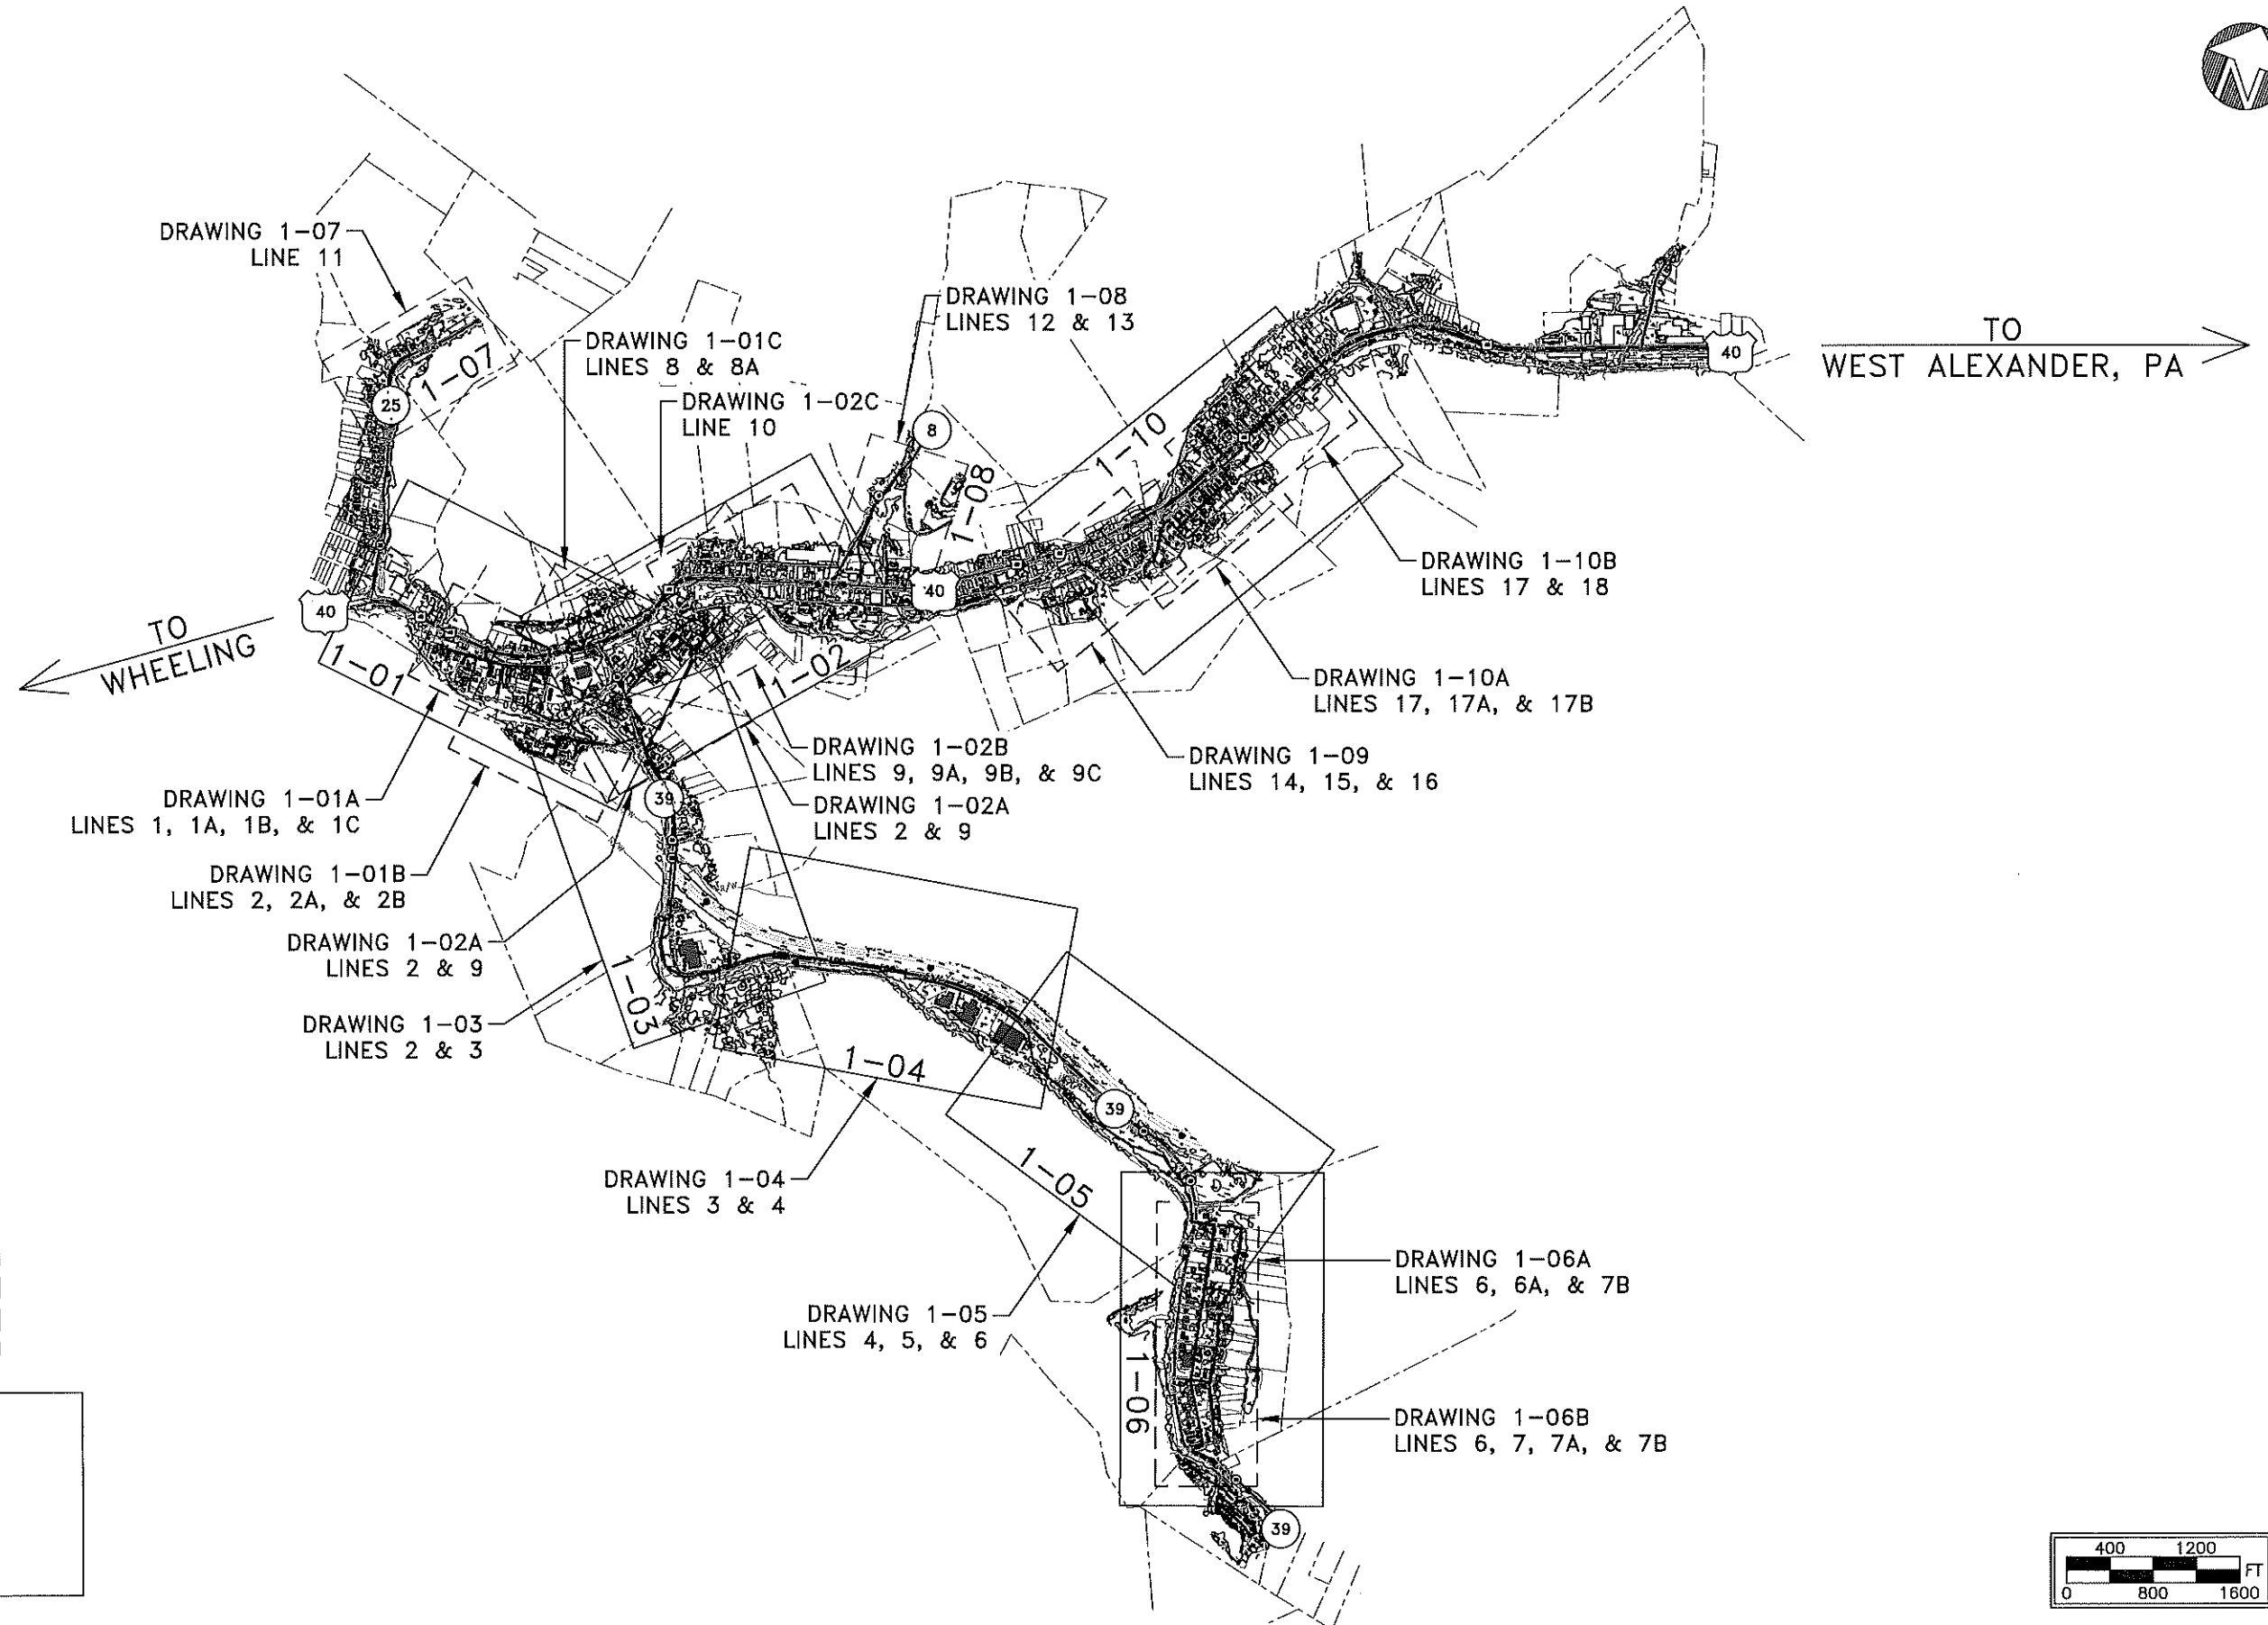 N
DRAWING 1-07
LINE 11
DRAWING 1-01C
LINES 8 & 8A
DRAWING 1-02C
LINE 10
DRAWING 1-08
LINES 12 & 13
TO
WEST ALEXANDER, PA
40
25
1-07
8
1-08
1-10
40
40
TO
WHEELING
1-01
1-02
DRAWING 1-10B
LINES 17 & 18
DRAWING 1-10A
LINES 17, 17A, & 17B
DRAWING 1-09
LINES 14, 15, & 16
DRAWING 1-02B
LINES 9, 9A, 9B, & 9C
DRAWING 1-02A
LINES 2 & 9
DRAWING 1-01A
LINES 1, 1A, 1B, & 1C
39
DRAWING 1-01B
LINES 2, 2A, & 2B
DRAWING 1-02A
LINES 2 & 9
1-03
DRAWING 1-03
LINES 2 & 3
1-04
39
DRAWING 1-04
LINES 3 & 4
1-05
DRAWING 1-05
LINES 4, 5, & 6
DRAWING 1-06A
LINES 6, 6A, & 7B
1-06
DRAWING 1-06B
LINES 6, 7, 7A, & 7B
39
400 1200
FT
0 800 1600